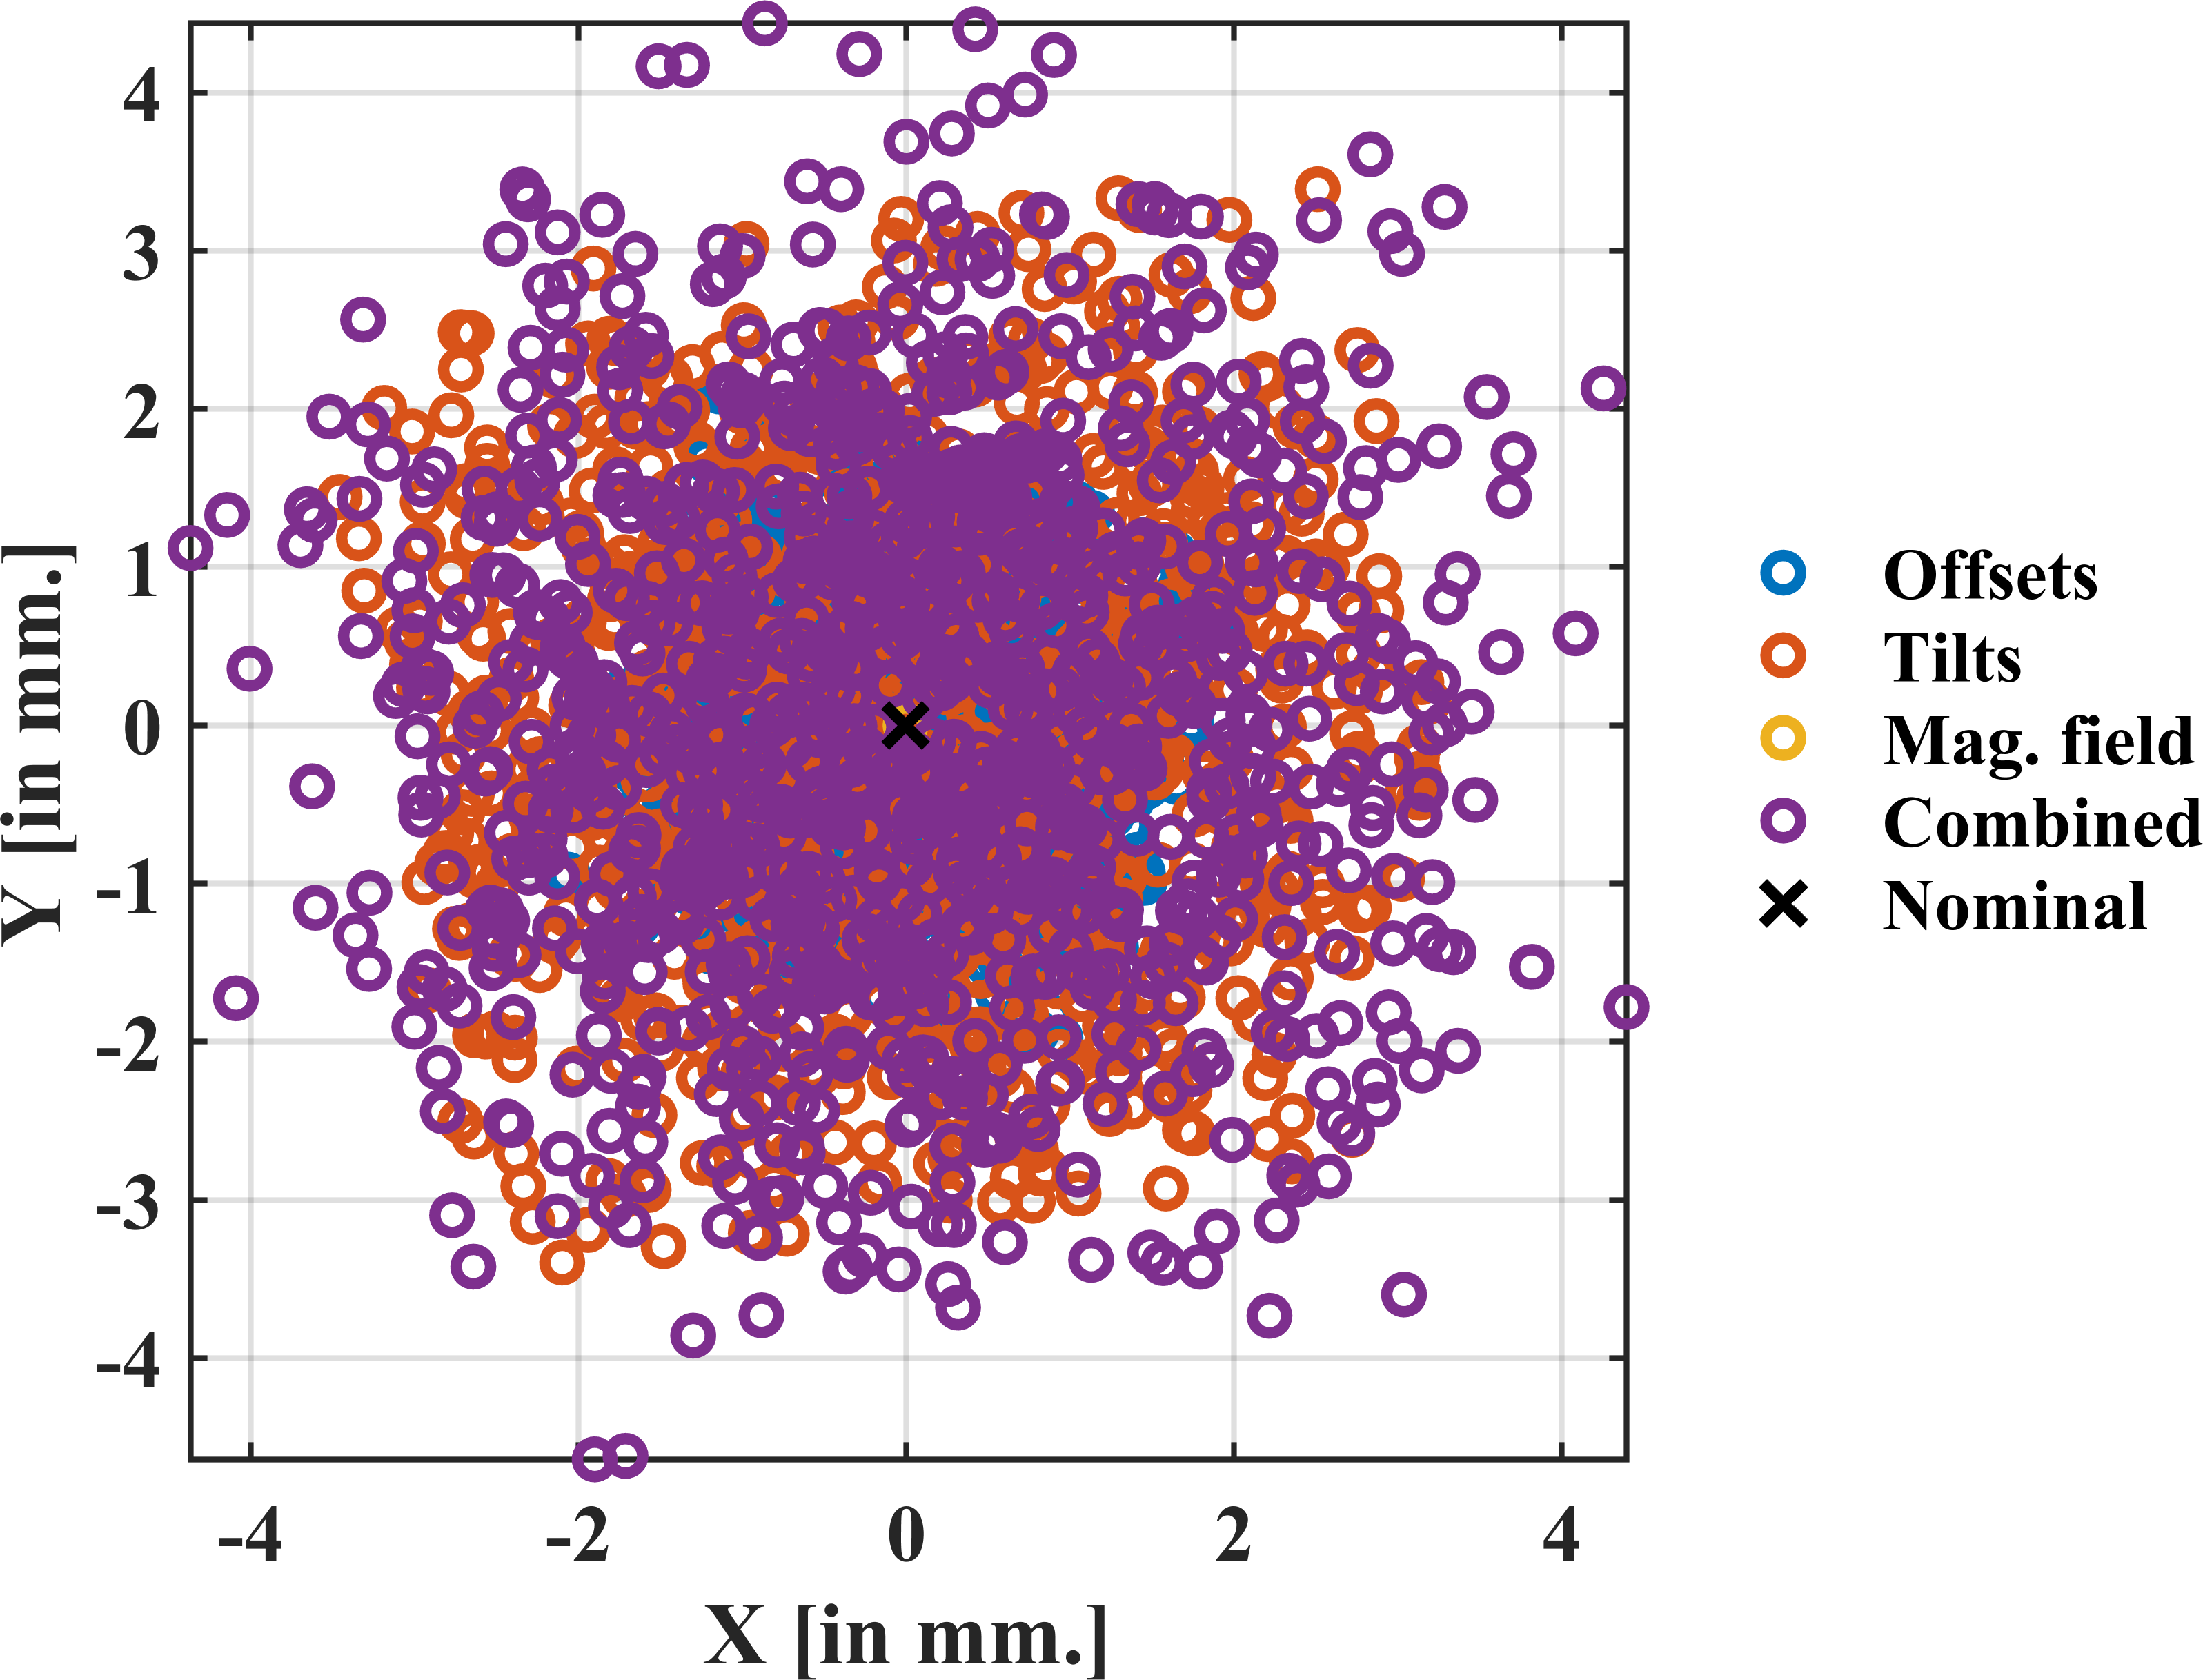 4
3
2
1
0
-1
-2
-3
-4
Y [in mm.]
-4 -2 0 2 4
X [in mm.]
Offsets
Tilts
Mag. field
Combined
Nominal